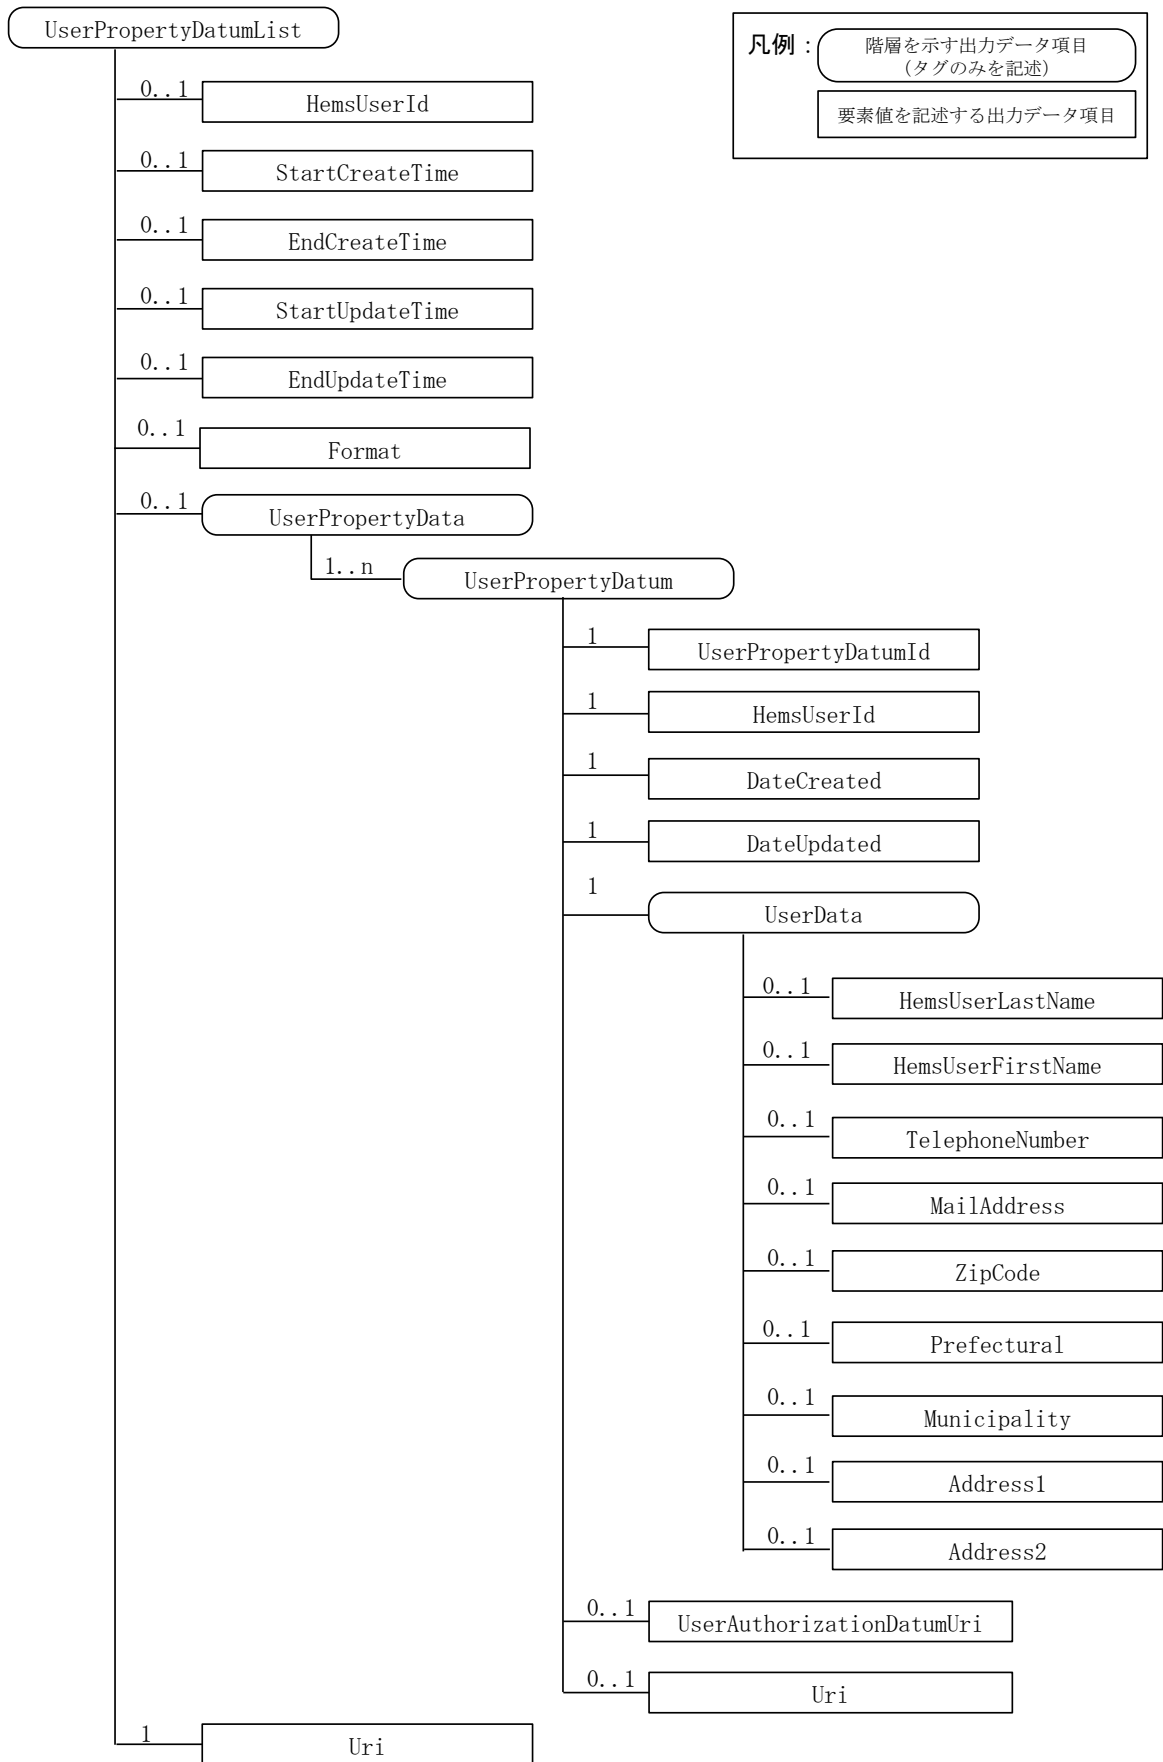 UserPropertyDatumList
凡例：
階層を示す出力データ項目
（タグのみを記述）
要素値を記述する出力データ項目
0..1
HemsUserId
0..1
StartCreateTime
0..1
EndCreateTime
0..1
StartUpdateTime
0..1
EndUpdateTime
0..1
Format
0..1
UserPropertyData
1..n
UserPropertyDatum
1
UserPropertyDatumId
1
HemsUserId
1
DateCreated
1
DateUpdated
1
UserData
0..1
HemsUserLastName
0..1
HemsUserFirstName
0..1
TelephoneNumber
0..1
MailAddress
0..1
ZipCode
0..1
Prefectural
0..1
Municipality
0..1
Address1
0..1
Address2
0..1
UserAuthorizationDatumUri
0..1
Uri
1
Uri